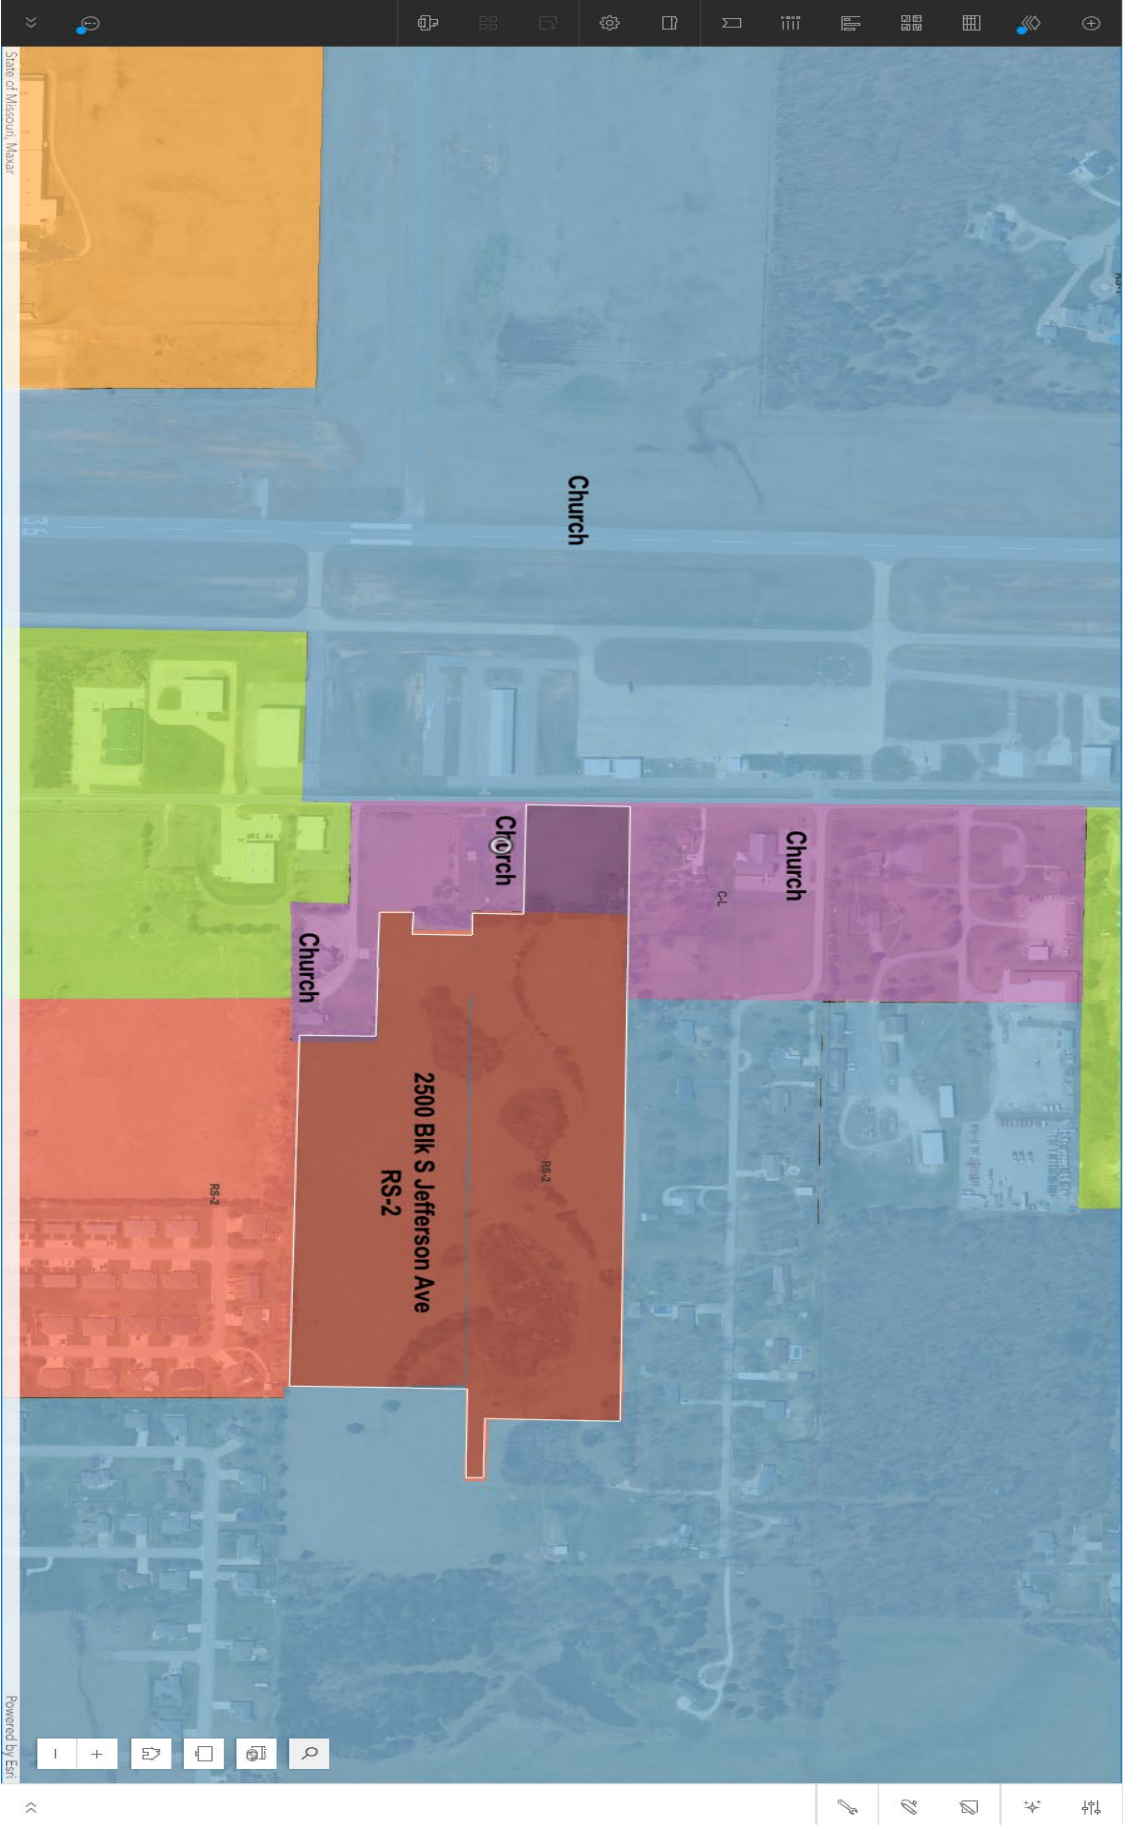 Church
C-L
Church
RS-2
Church
2500 Blk S Jefferson Ave
RS-2
Church
RS-2
State of Missouri, Maxar
Powered by Esri